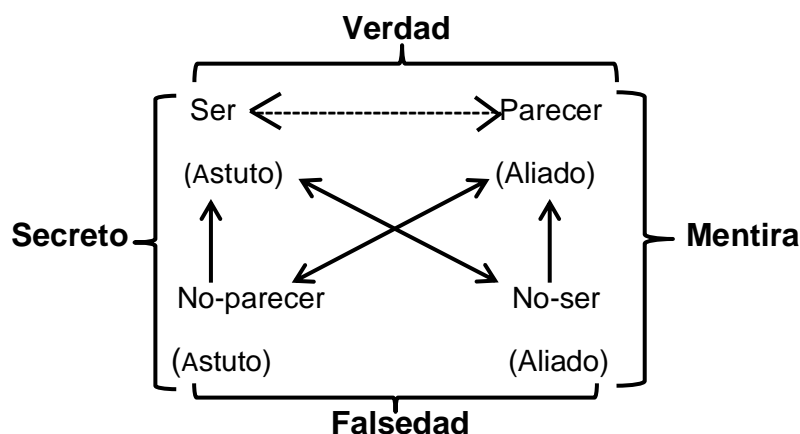 Verdad
Ser Parecer
(Astuto) (Aliado)
Secreto Mentira
No-parecer No-ser
(Astuto) (Aliado)
Falsedad